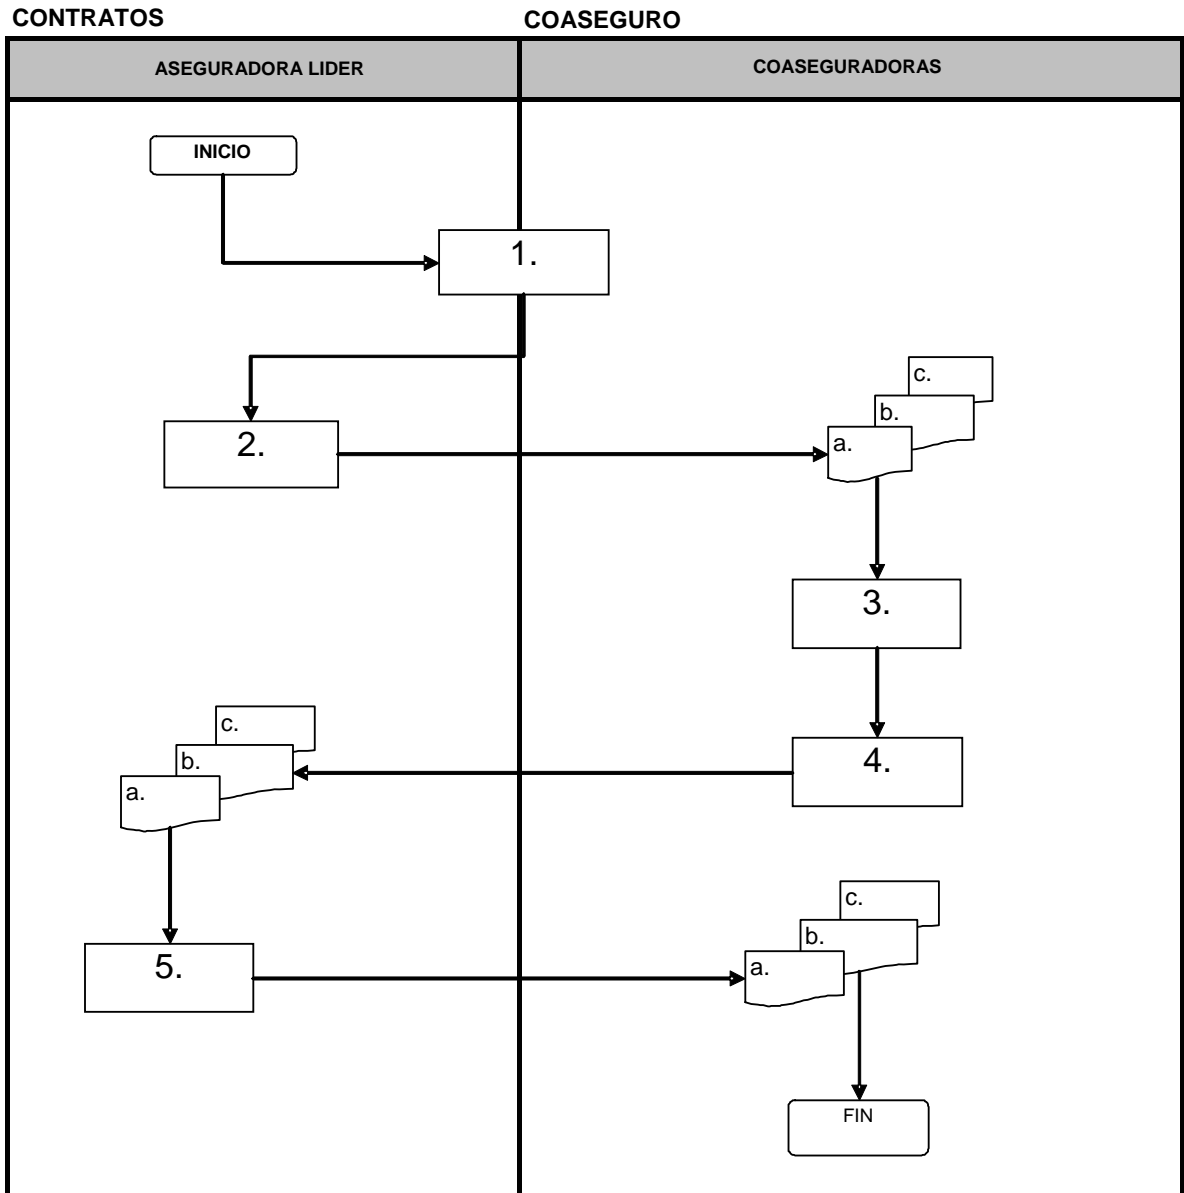 CONTRATOS
COASEGURO
ASEGURADORA LIDER
COASEGURADORAS
INICIO
1.
c.
b.
a.
2.
3.
c.
b.
a.
4.
c.
b.
a.
5.
FIN